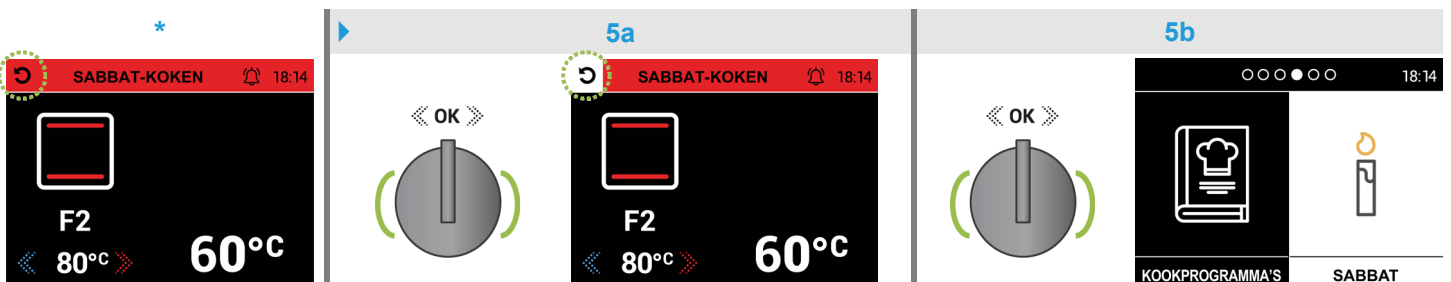 *
5a
5b
SABBAT-KOKEN 18:14
F2
80°C
60°C
OK
SABBAT-KOKEN 18:14
F2
80°C
60°C
OK
18:14
KOOKPROGRAMMA'S
SABBAT